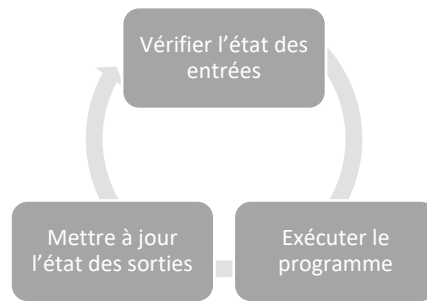 Vérifier l’état des
entrées
Exécuter le
programme
Mettre à jour
l’état des sorties